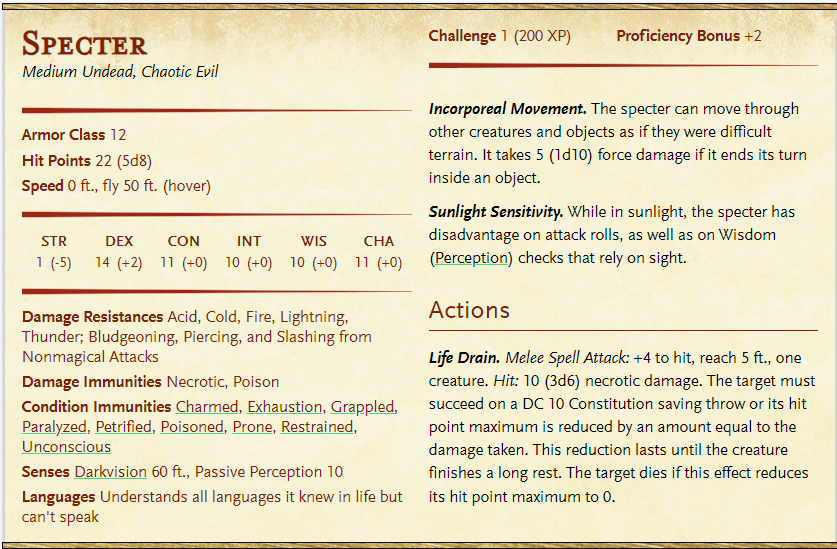 Specter
Medium Undead, Chaotic Evil
Armor Class 12
Hit Points 22 (5d8)
Speed 0 ft., fly 50 ft. (hover)
STR DEX CON INT WIS CHA
1 (-5) 14 (+2) 11 (+0) 10 (+0) 10 (+0) 11 (+0)
Damage Resistances Acid, Cold, Fire, Lightning,
Thunder; Bludgeoning, Piercing, and Slashing from
Nonmagical Attacks
Damage Immunities Necrotic, Poison
Condition Immunities Charmed, Exhaustion, Grappled,
Paralyzed, Petrified, Poisoned, Prone, Restrained,
Unconscious
Senses Darkvision 60 ft., Passive Perception 10
Languages Understands all languages it knew in life but
can't speak
Challenge 1 (200 XP) Proficiency Bonus +2
Incorporeal Movement. The specter can move through
other creatures and objects as if they were difficult
terrain. It takes 5 (1d10) force damage if it ends its turn
inside an object.
Sunlight Sensitivity. While in sunlight, the specter has
disadvantage on attack rolls, as well as on Wisdom
(Perception) checks that rely on sight.
Actions
Life Drain. Melee Spell Attack: +4 to hit, reach 5 ft., one
creature. Hit: 10 (3d6) necrotic damage. The target must
succeed on a DC 10 Constitution saving throw or its hit
point maximum is reduced by an amount equal to the
damage taken. This reduction lasts until the creature
finishes a long rest. The target dies if this effect reduces
its hit point maximum to 0.